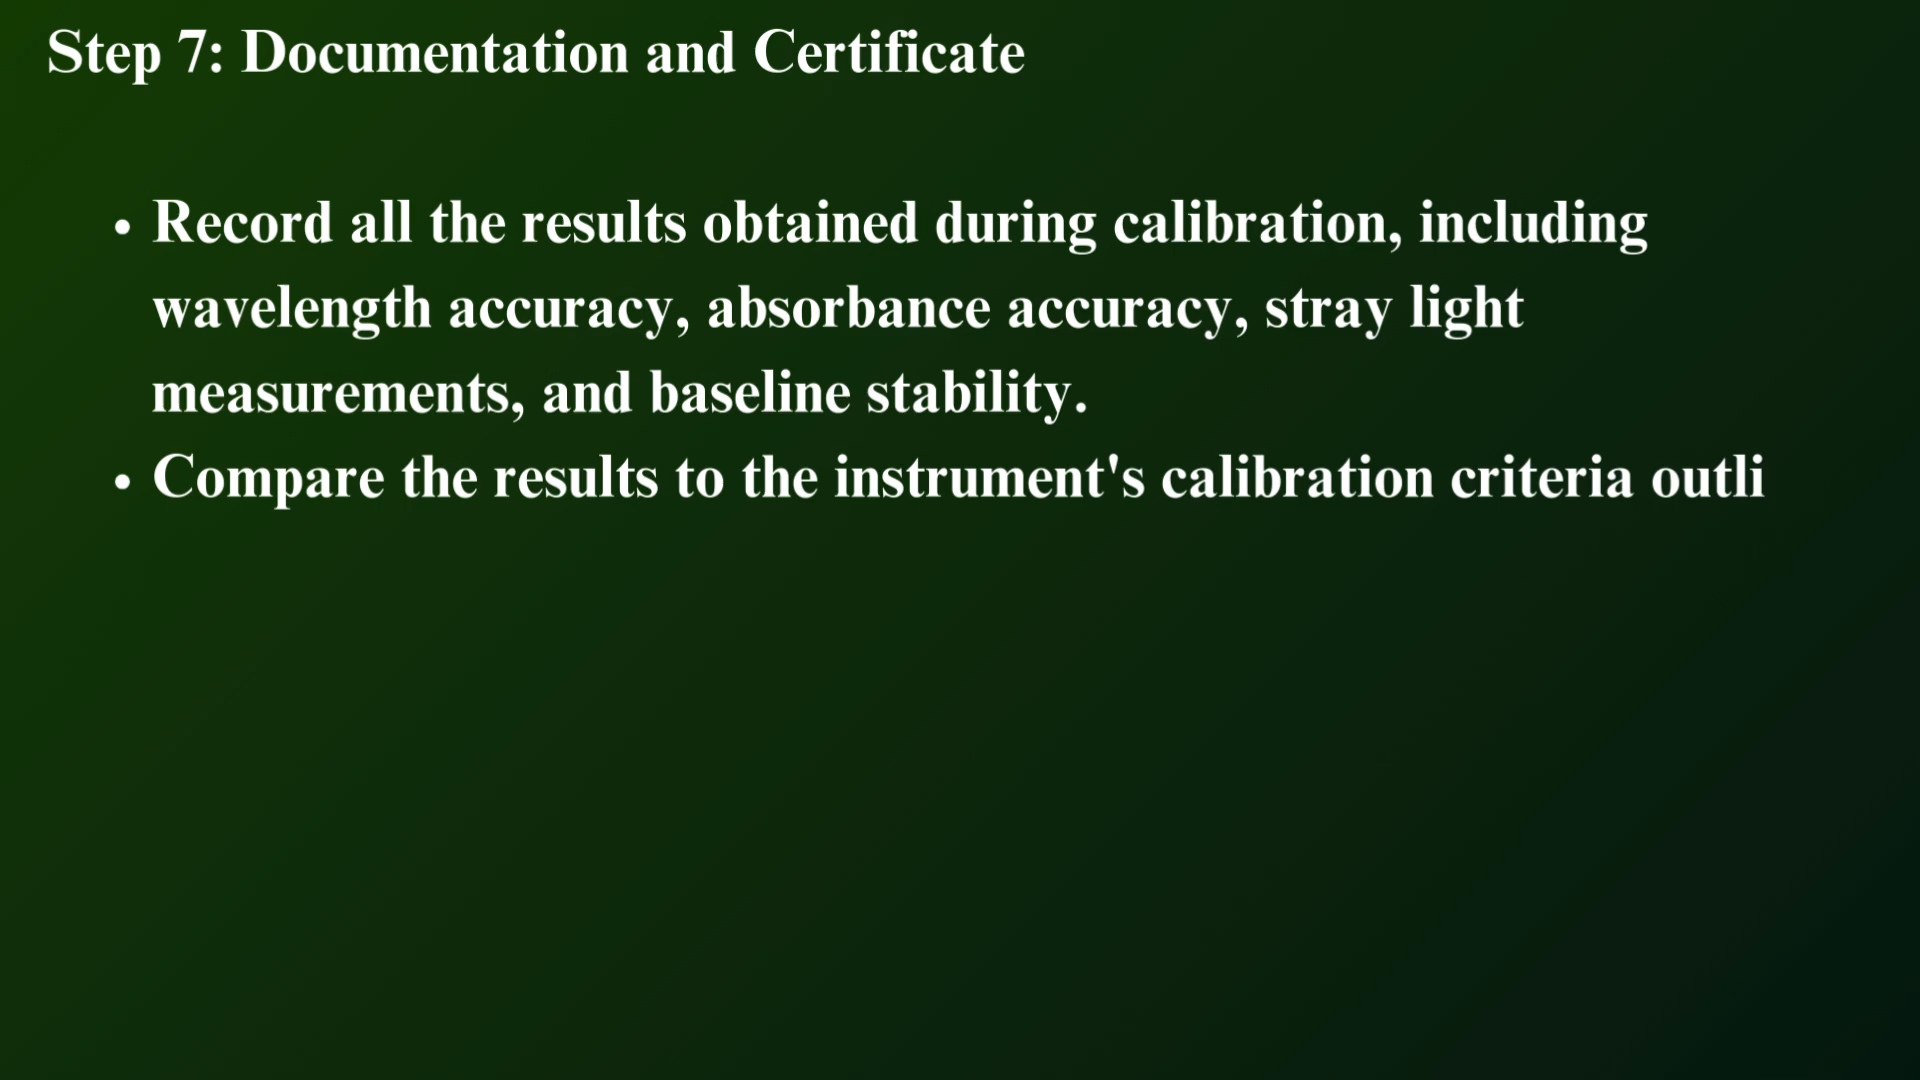 Step 7: Documentation and Certificate
• Record all the results obtained during calibration, including
wavelength accuracy, absorbance accuracy, stray light
measurements, and baseline stability.
• Compare the results to the instrument's calibration criteria outli